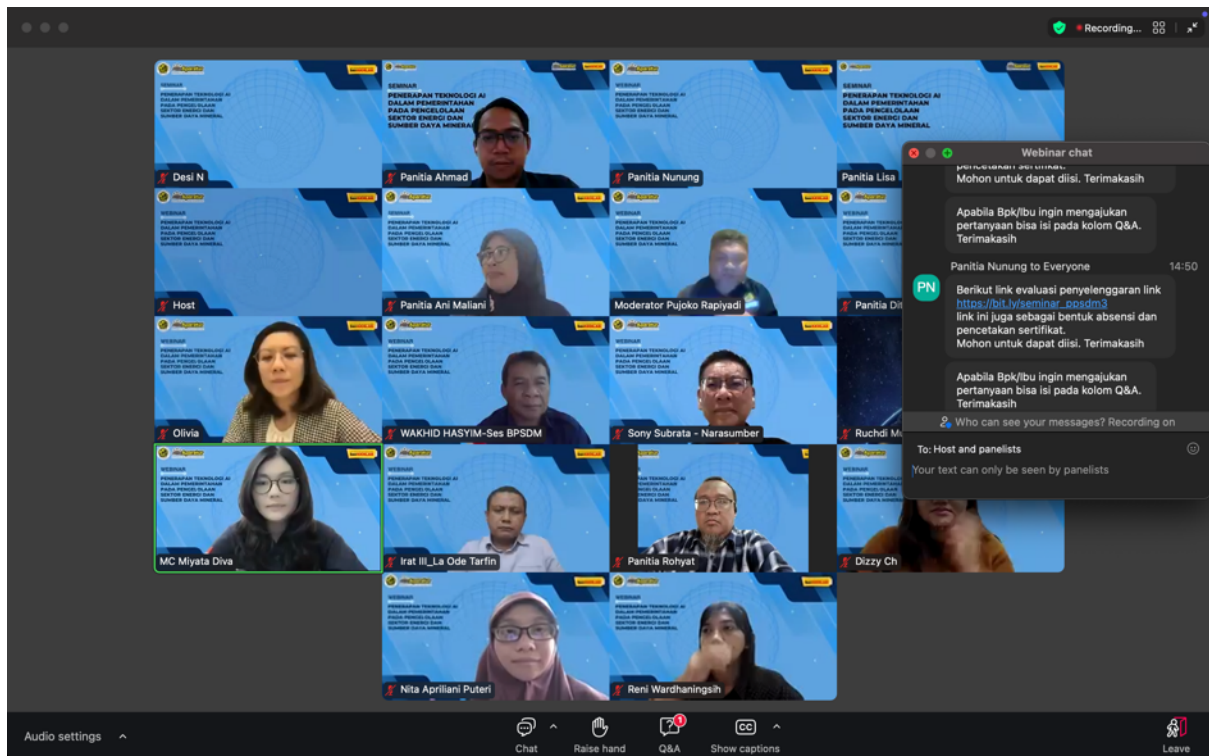 Recording...
SEMINAR
PENERAPAN TEKNOLOGI AI
DALAM PEMERINTAHAN
PADA PENGELOLAAN
SEKTOR ENERGI DAN
SUMBER DAYA MINERAL
Desi N
Panitia Ahmad
Panitia Nunung
Panitia Lisa
Host
Panitia Ani Maliani
Moderator Pujoko Rapiyadi
Panitia Dit
Olivia
WAKHID HASYIM-Ses BPSDM
Sony Subrata - Narasumber
Ruchdi
MC Miyata Diva
Irat III_La Ode Tarfin
Panitia Rohyat
Dizzy Ch
Nita Apriliani Puteri
Reni Wardhaningsih
Webinar chat
pencetakan sertifikat.
Mohon untuk dapat diisi. Terimakasih
Apabila Bpk/Ibu ingin mengajukan
pertanyaan bisa isi pada kolom Q&A.
Terimakasih
Panitia Nunung to Everyone 14:50
PN
Berikut link evaluasi penyelenggaran link
https://bit.ly/seminar_ppsdm3
link ini juga sebagai bentuk absensi dan
pencetakan sertifikat.
Mohon untuk dapat diisi. Terimakasih
Apabila Bpk/Ibu ingin mengajukan
pertanyaan bisa isi pada kolom Q&A.
Terimakasih
Who can see your messages? Recording on
To: Host and panelists
Your text can only be seen by panelists
Audio settings
Chat
Raise hand
1
Q&A
CC
Show captions
Leave